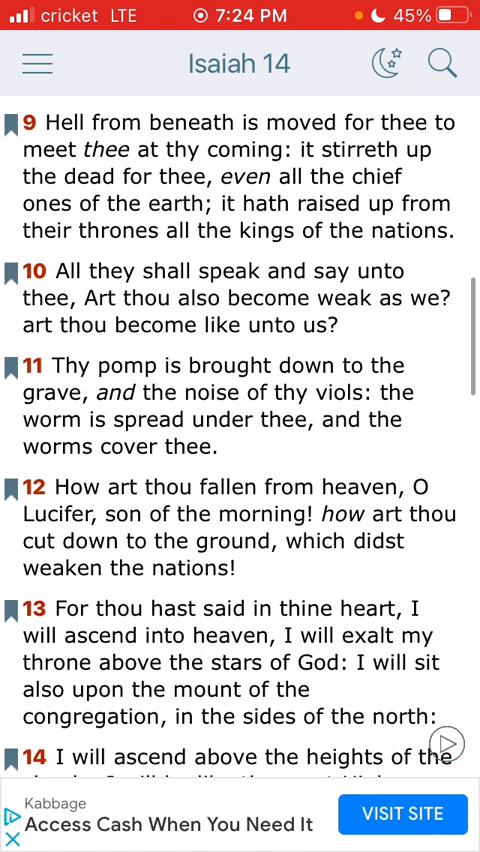 cricket LTE 7:24 PM 45%
Isaiah 14
9 Hell from beneath is moved for thee to
meet thee at thy coming: it stirreth up
the dead for thee, even all the chief
ones of the earth; it hath raised up from
their thrones all the kings of the nations.
10 All they shall speak and say unto
thee, Art thou also become weak as we?
art thou become like unto us?
11 Thy pomp is brought down to the
grave, and the noise of thy viols: the
worm is spread under thee, and the
worms cover thee.
12 How art thou fallen from heaven, O
Lucifer, son of the morning! how art thou
cut down to the ground, which didst
weaken the nations!
13 For thou hast said in thine heart, I
will ascend into heaven, I will exalt my
throne above the stars of God: I will sit
also upon the mount of the
congregation, in the sides of the north:
14 I will ascend above the heights of the
Kabbage
Access Cash When You Need It
VISIT SITE